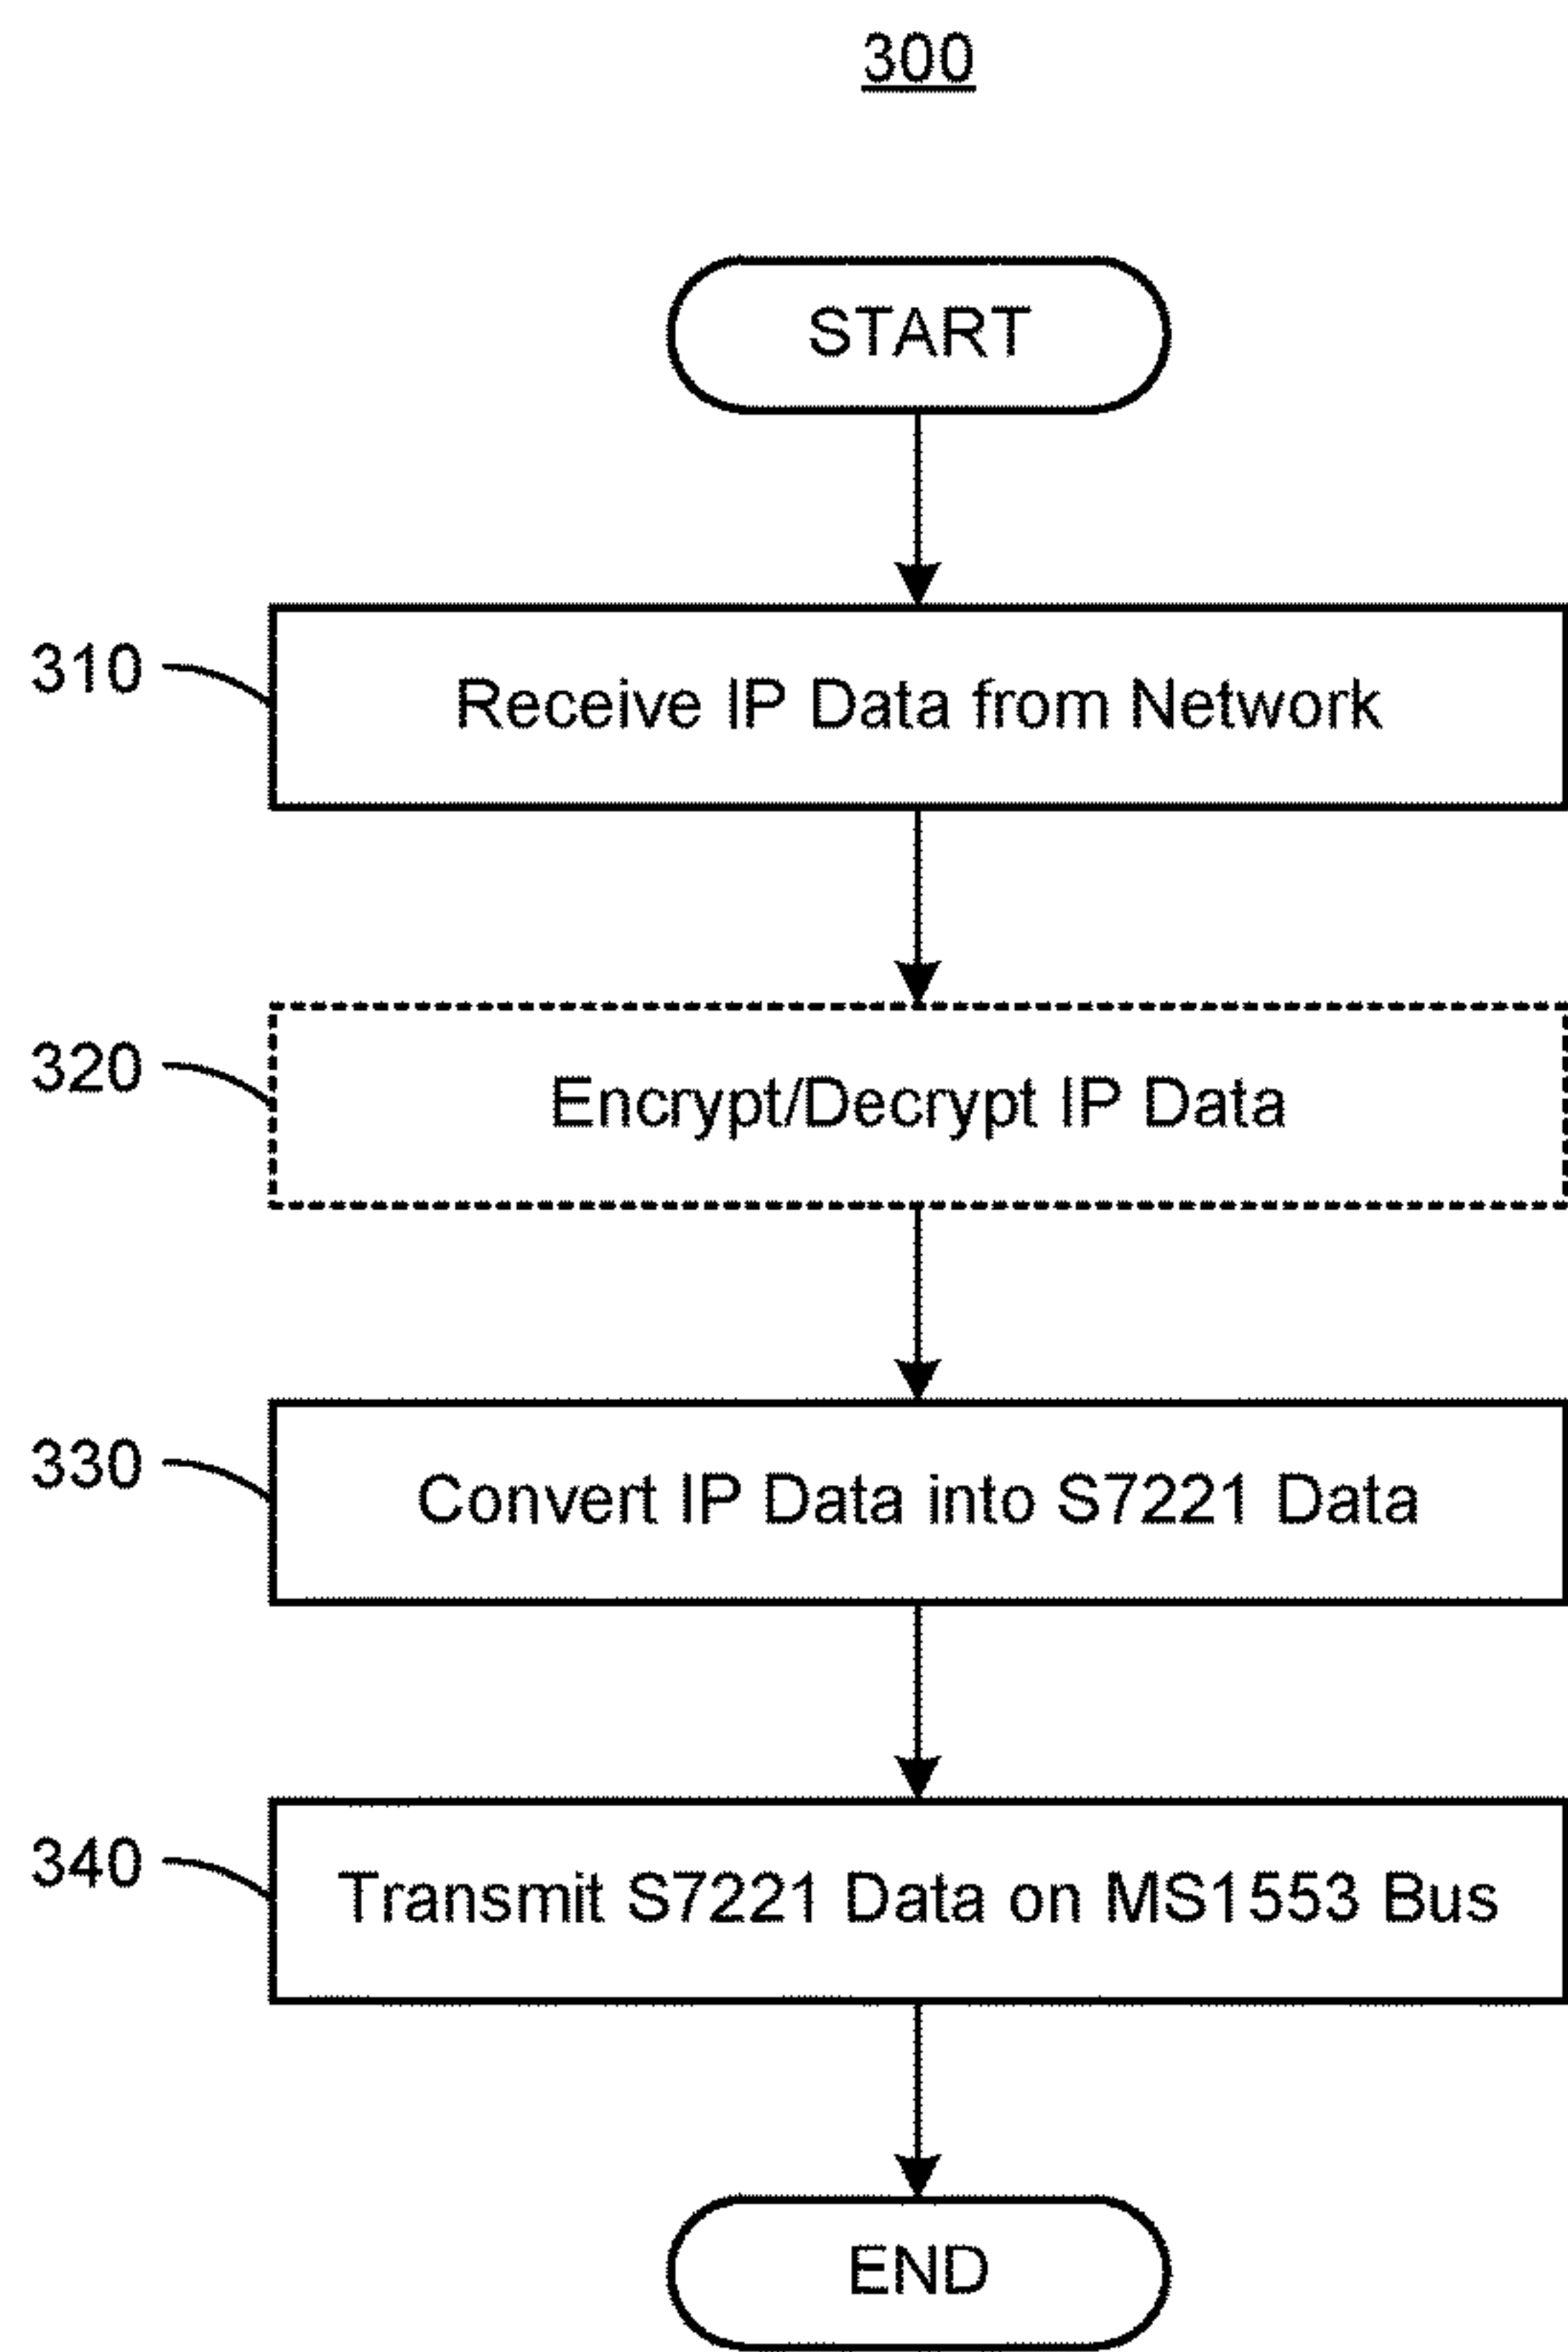 300
START
310
Receive IP Data from Network
320
Encrypt/Decrypt IP Data
330
Convert IP Data into S7221 Data
340
Transmit S7221 Data on MS1553 Bus
END